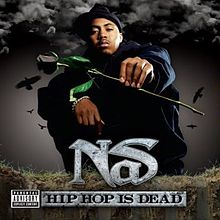 NAS
HIP HOP IS DEAD
PARENTAL
ADVISORY
EXPLICIT CONTENT